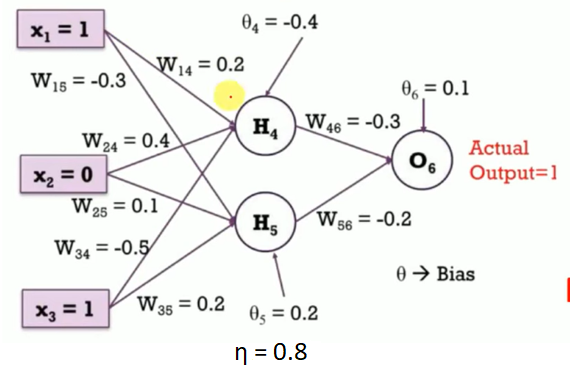 x₁ = 1
θ₄ = -0.4
W₁₄ = 0.2
W₁₅ = -0.3
θ₆ = 0.1
H₄
W₄₆ = -0.3
W₂₄ = 0.4
O₆
Actual
Output=1
x₂ = 0
W₂₅ = 0.1
H₅
W₅₆ = -0.2
W₃₄ = -0.5
θ → Bias
x₃ = 1
W₃₅ = 0.2
θ₅ = 0.2
η = 0.8